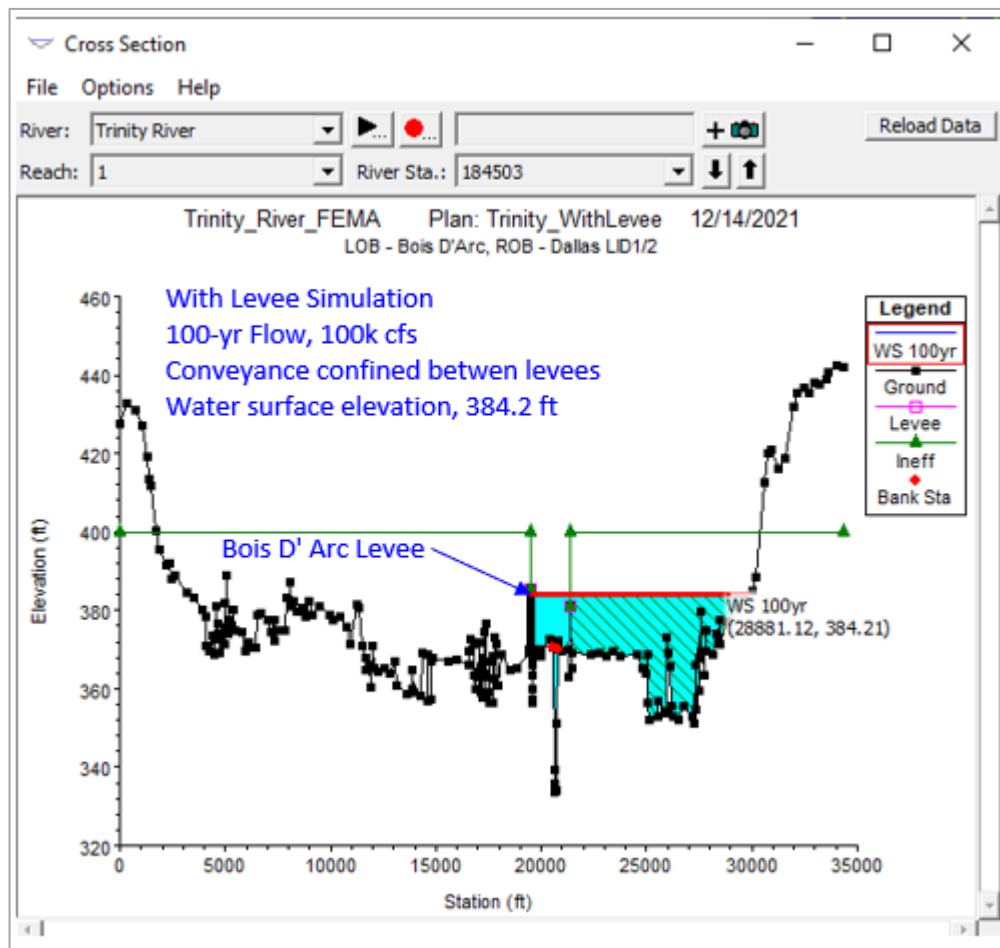 Cross Section
File Options Help
River: Trinity River Reload Data
Reach: 1 River Sta.: 184503
Trinity_River_FEMA Plan: Trinity_WithLevee 12/14/2021
LOB - Bois D'Arc, ROB - Dallas LID1/2
With Levee Simulation
100-yr Flow, 100k cfs
Conveyance confined betwen levees
Water surface elevation, 384.2 ft
Bois D' Arc Levee
WS 100yr
(28881.12, 384.21)
Legend
WS 100yr
Ground
Levee
Ineff
Bank Sta
Elevation (ft)
460
440
420
400
380
360
340
320
0 5000 10000 15000 20000 25000 30000 35000
Station (ft)